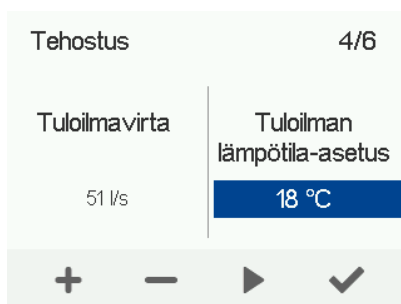 Tehostus 4/6
Tuloilmavirta
51 l/s
Tuloilman
lämpötila-asetus
18 °C